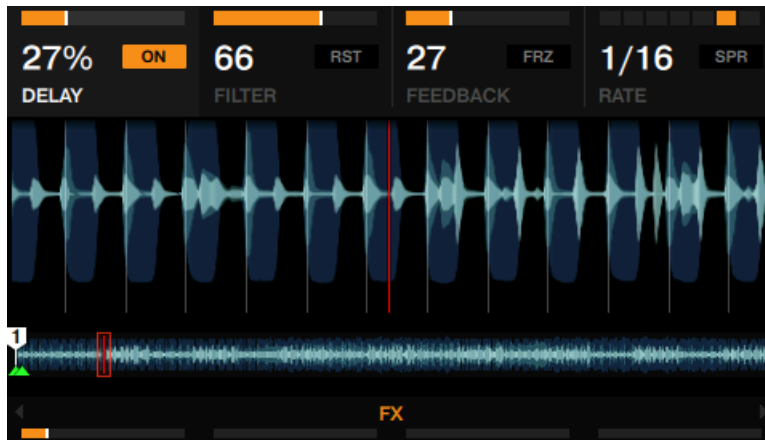 27% ON 66 RST 27 FRZ 1/16 SPR
DELAY FILTER FEEDBACK RATE
1
FX